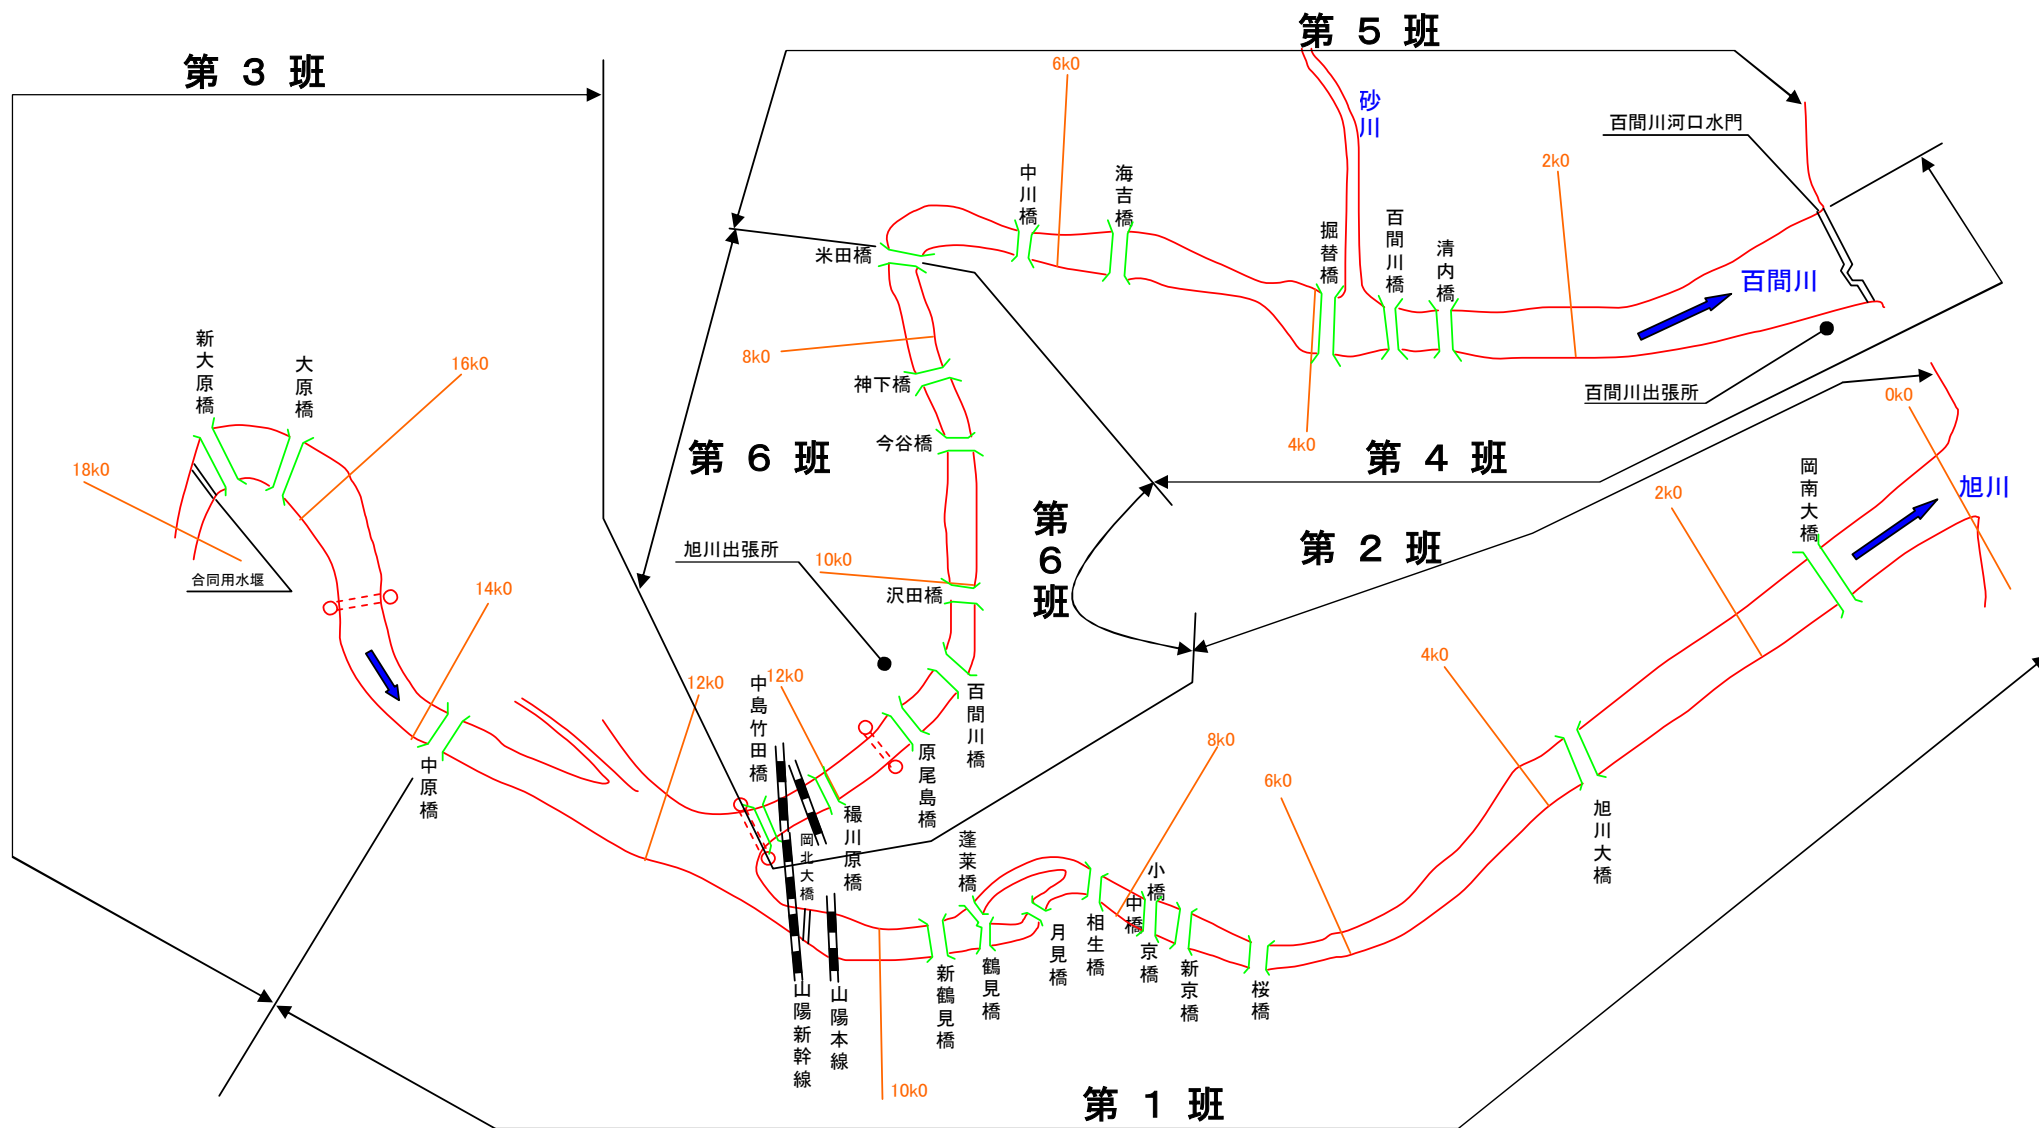 第 5 班
第 3 班
6k0
砂川
百間川河口水門
2k0
中川橋
海吉橋
掘替橋
百間川橋
清内橋
米田橋
百間川
新大原橋
大原橋
16k0
8k0
神下橋
百間川出張所
0k0
今谷橋
4k0
第 6 班
第 4 班
18k0
岡南大橋
2k0
旭川
第6班
第 2 班
旭川出張所
10k0
合同用水堰
14k0
沢田橋
4k0
12k0
12k0
中島竹田橋
百間川橋
原尾島橋
8k0
6k0
中原橋
旭川大橋
岡北大橋
穝川原橋
蓬莱橋
小橋
中橋
相生橋
月見橋
京橋
新京橋
桜橋
鶴見橋
新鶴見橋
山陽新幹線
山陽本線
10k0
第 1 班